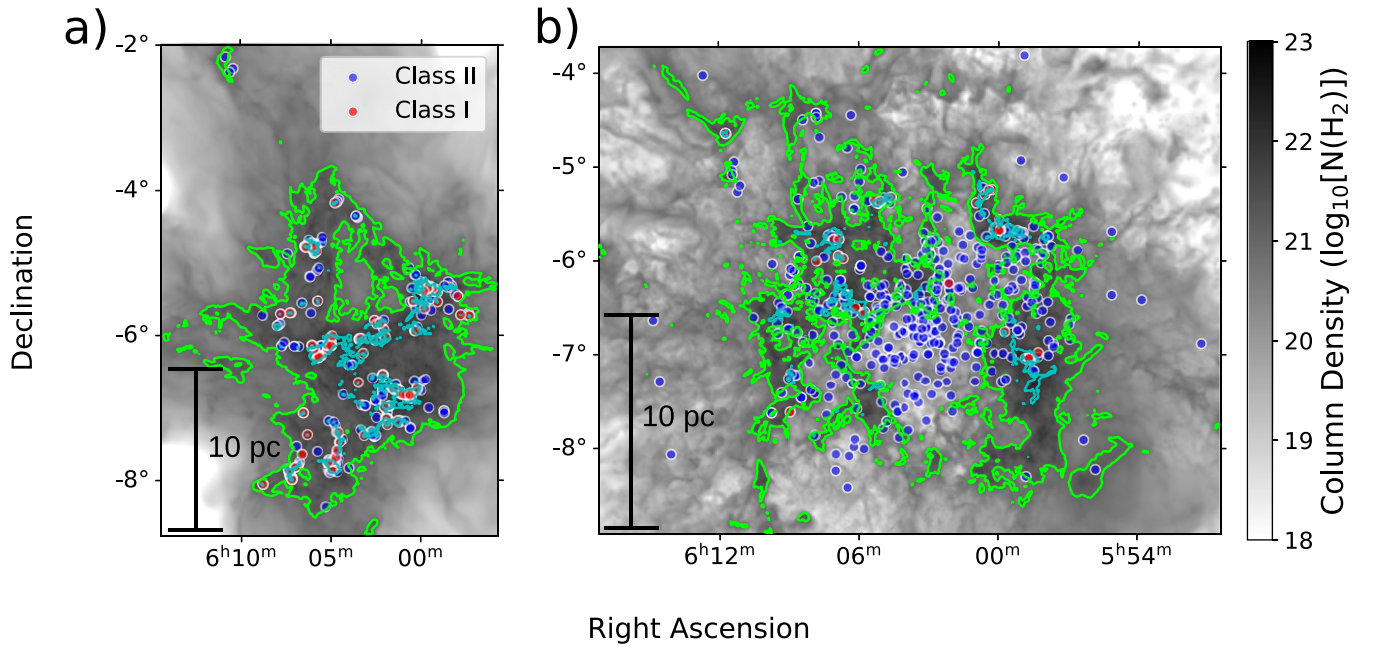 a)
b)
Class II
Class I
-2°
-4°
-6°
-8°
10 pc
6ʰ10ᵐ 05ᵐ 00ᵐ
-4°
-5°
-6°
-7°
-8°
10 pc
6ʰ12ᵐ 06ᵐ 00ᵐ 5ʰ54ᵐ
23
22
21
20
19
18
Column Density (log₁₀[N(H₂)])
Declination
Right Ascension